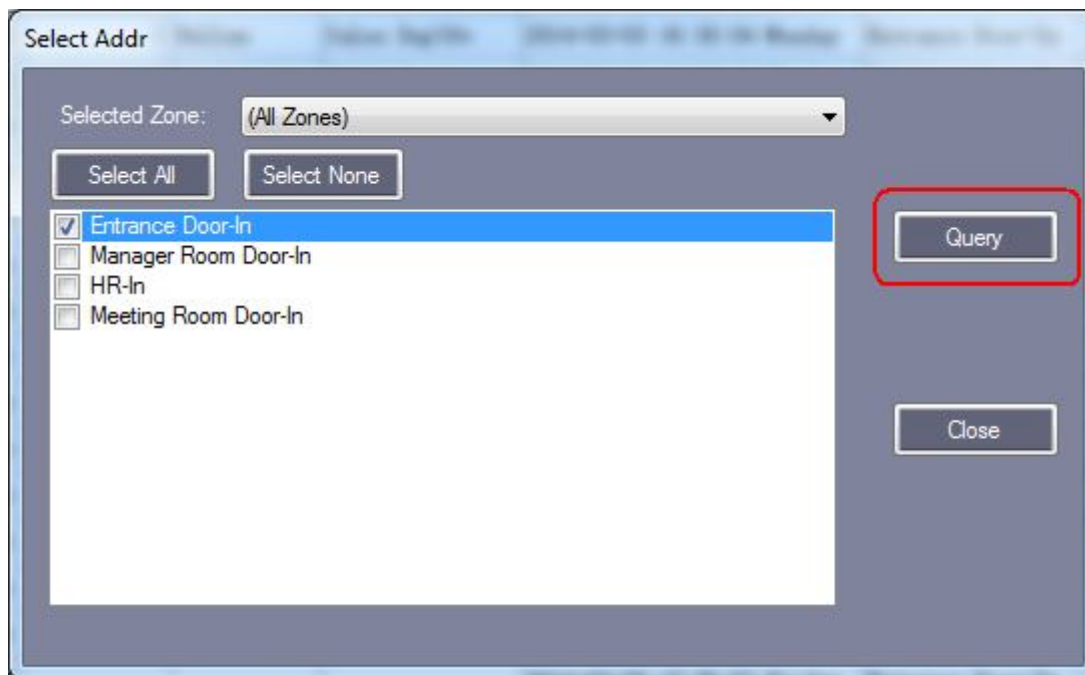 Select Addr
Selected Zone: (All Zones)
Select All Select None
Entrance Door-In
Manager Room Door-In
HR-In
Meeting Room Door-In
Query
Close